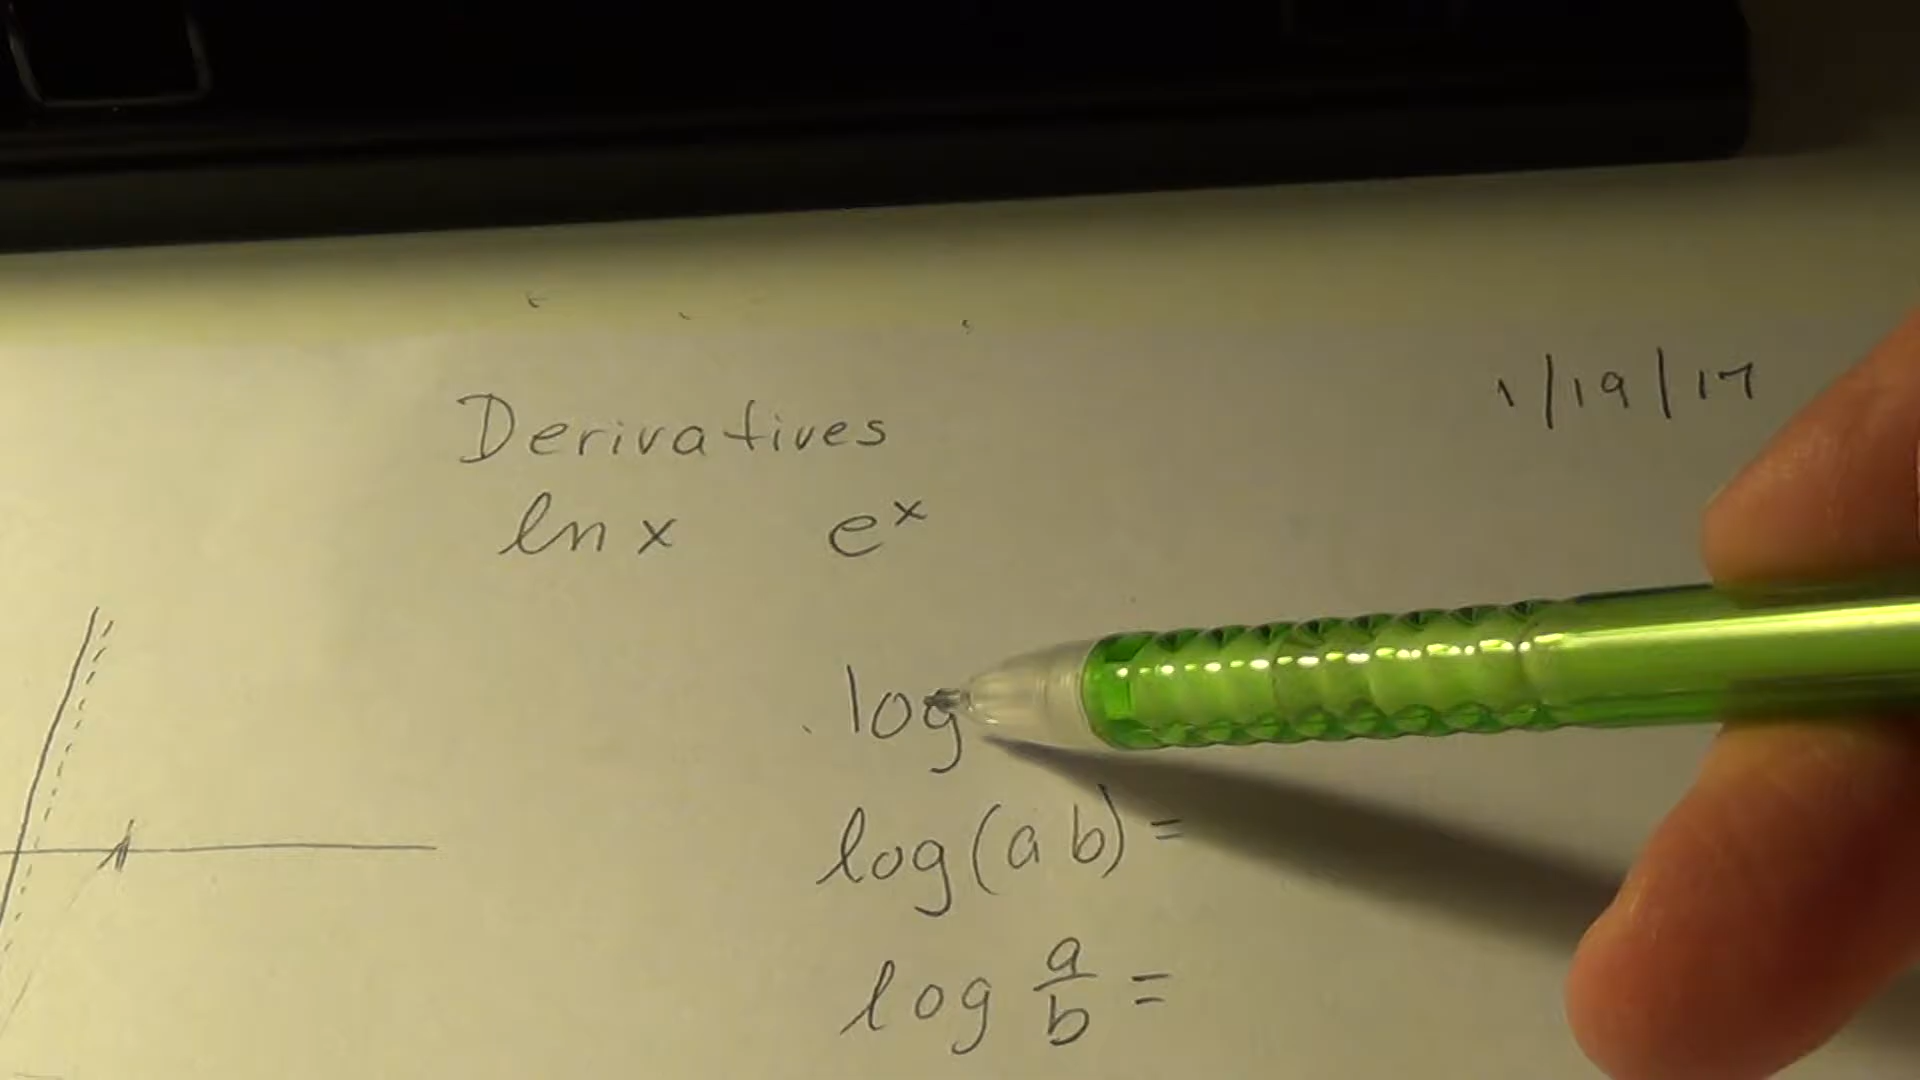 Derivatives 1/19/17
ln x e^x
log
log(ab) =
log a/b =